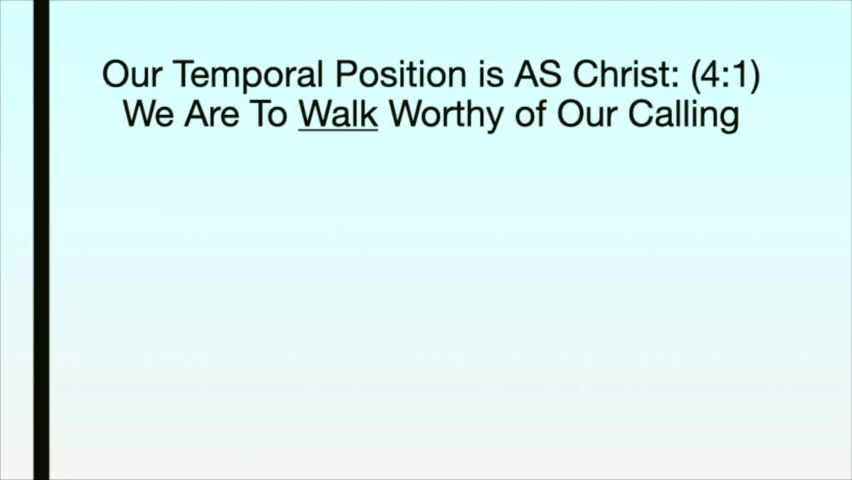 Our Temporal Position is AS Christ: (4:1)
We Are To Walk Worthy of Our Calling